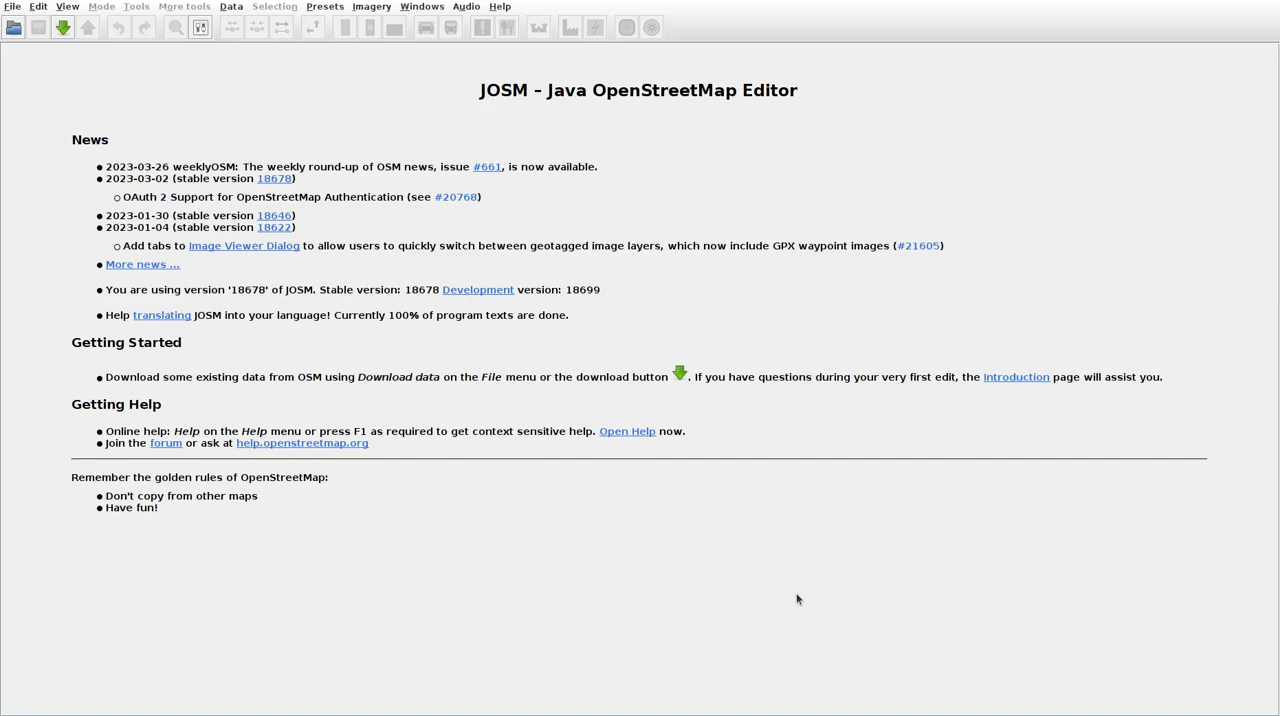 File Edit View Mode Tools More tools Data Selection Presets Imagery Windows Audio Help
JOSM – Java OpenStreetMap Editor
News
2023-03-26 weeklyOSM: The weekly round-up of OSM news, issue #661, is now available.
2023-03-02 (stable version 18678)
OAuth 2 Support for OpenStreetMap Authentication (see #20768)
2023-01-30 (stable version 18646)
2023-01-04 (stable version 18622)
Add tabs to Image Viewer Dialog to allow users to quickly switch between geotagged image layers, which now include GPX waypoint images (#21605)
More news ...
You are using version '18678' of JOSM. Stable version: 18678 Development version: 18699
Help translating JOSM into your language! Currently 100% of program texts are done.
Getting Started
Download some existing data from OSM using Download data on the File menu or the download button . If you have questions during your very first edit, the Introduction page will assist you.
Getting Help
Online help: Help on the Help menu or press F1 as required to get context sensitive help. Open Help now.
Join the forum or ask at help.openstreetmap.org
Remember the golden rules of OpenStreetMap:
Don't copy from other maps
Have fun!